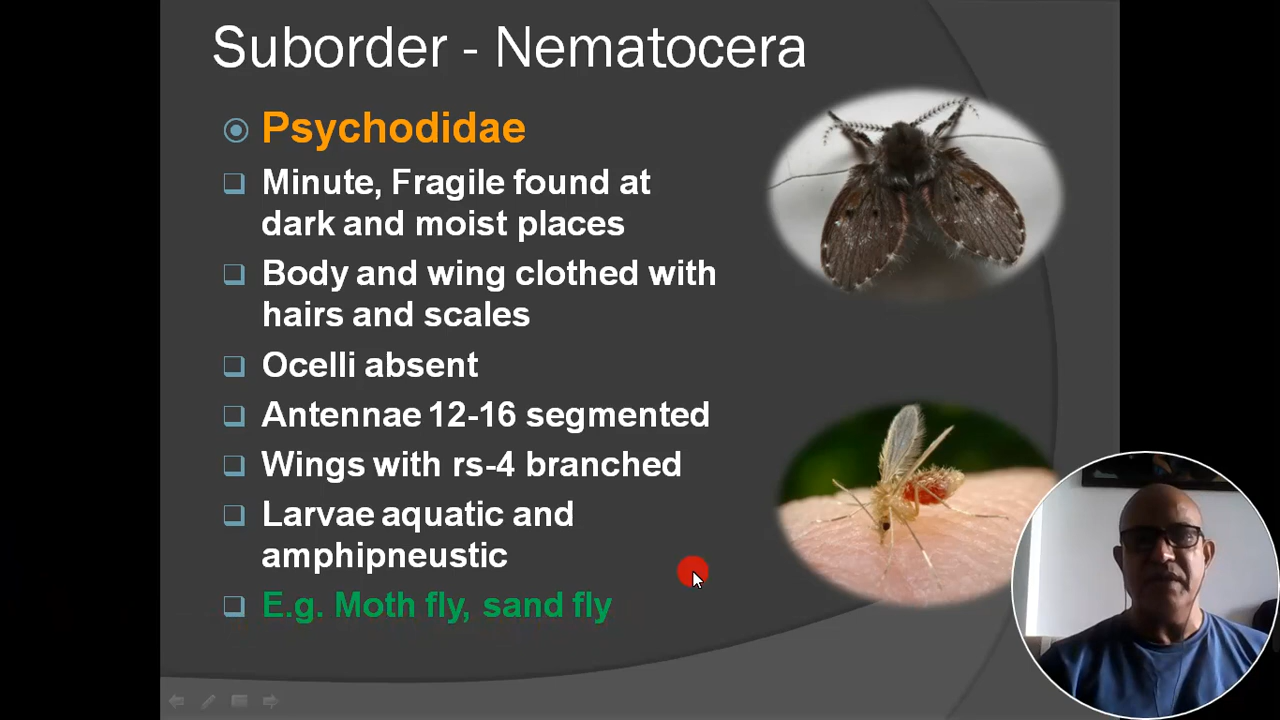 Suborder - Nematocera
Psychodidae
Minute, Fragile found at
dark and moist places
Body and wing clothed with
hairs and scales
Ocelli absent
Antennae 12-16 segmented
Wings with rs-4 branched
Larvae aquatic and
amphipneustic
E.g. Moth fly, sand fly